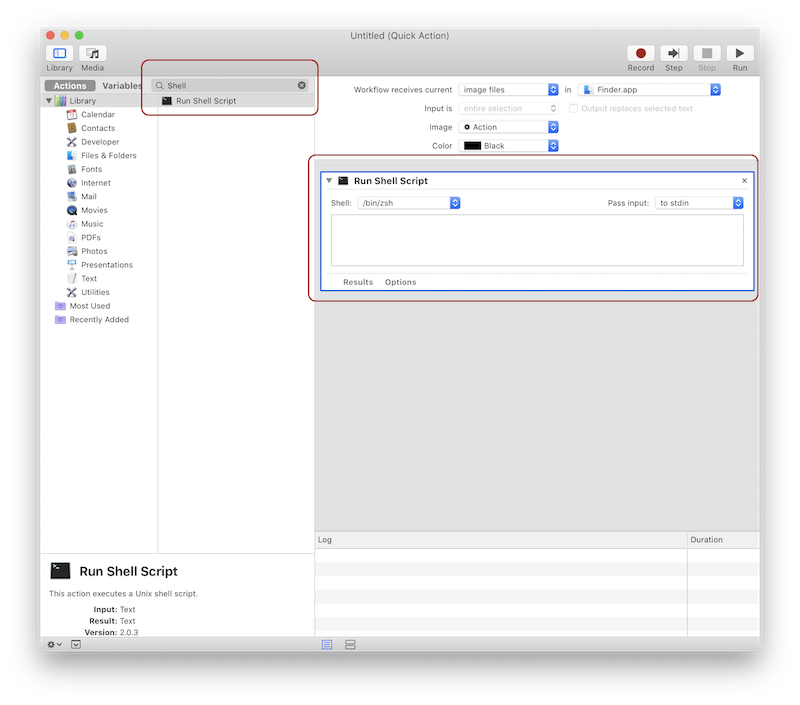 Untitled (Quick Action)
Library Media
Record Step Stop Run
Actions Variables
Shell
Library
Calendar
Contacts
Developer
Files & Folders
Fonts
Internet
Mail
Movies
Music
PDFs
Photos
Presentations
Text
Utilities
Most Used
Recently Added
Run Shell Script
Workflow receives current image files in Finder.app
Input is entire selection Output replaces selected text
Image Action
Color Black
Run Shell Script
Shell: /bin/zsh Pass input: to stdin
Results Options
Log Duration
Run Shell Script
This action executes a Unix shell script.
Input: Text
Result: Text
Version: 2.0.3